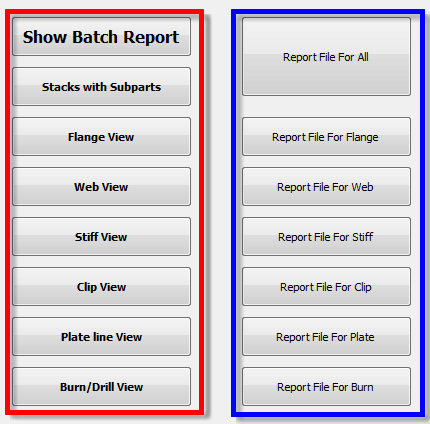 Show Batch Report
Stacks with Subparts
Flange View
Web View
Stiff View
Clip View
Plate line View
Burn/Drill View
Report File For All
Report File For Flange
Report File For Web
Report File For Stiff
Report File For Clip
Report File For Plate
Report File For Burn